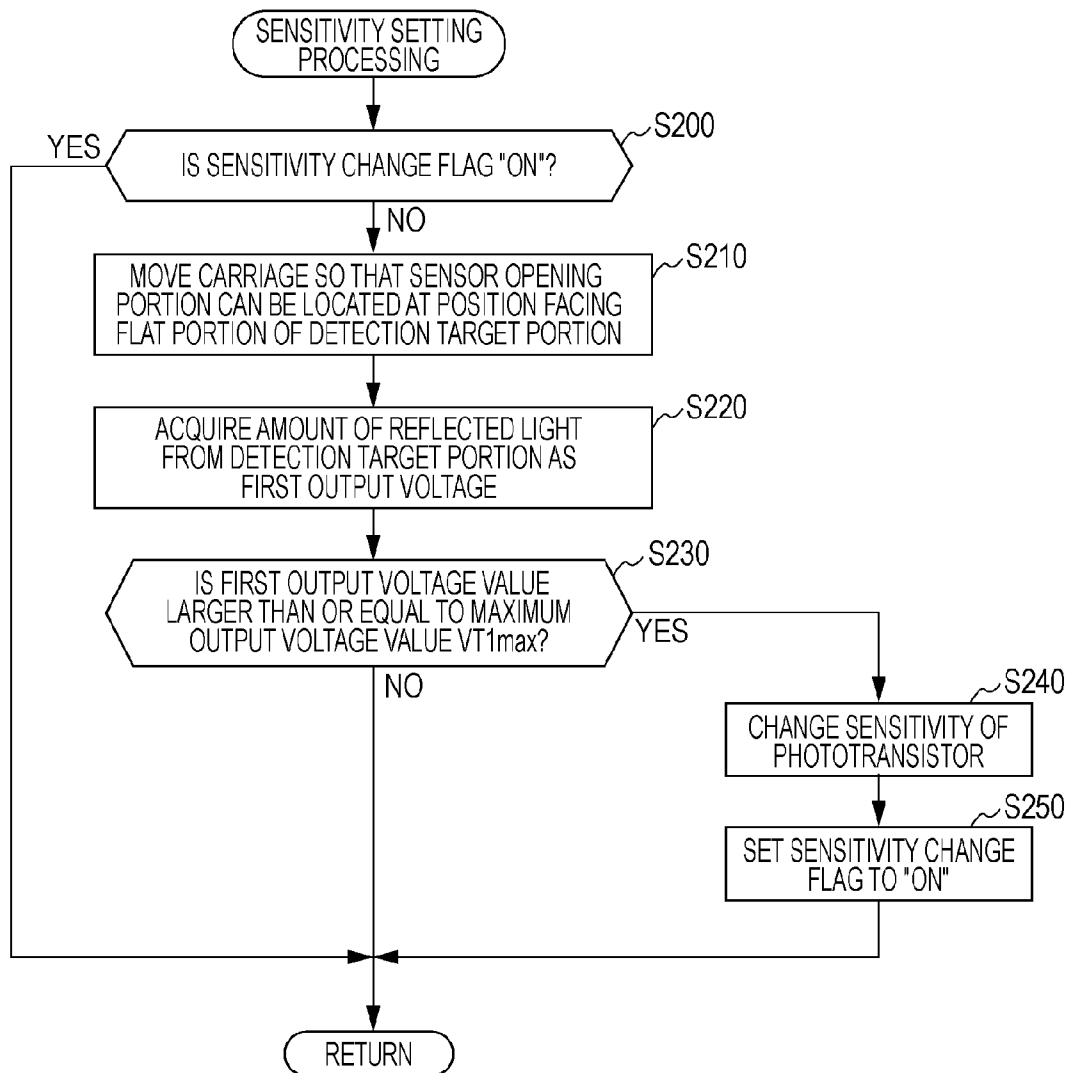 SENSITIVITY SETTING
PROCESSING
S200
YES
IS SENSITIVITY CHANGE FLAG "ON"?
NO
S210
MOVE CARRIAGE SO THAT SENSOR OPENING
PORTION CAN BE LOCATED AT POSITION FACING
FLAT PORTION OF DETECTION TARGET PORTION
S220
ACQUIRE AMOUNT OF REFLECTED LIGHT
FROM DETECTION TARGET PORTION AS
FIRST OUTPUT VOLTAGE
S230
IS FIRST OUTPUT VOLTAGE VALUE
LARGER THAN OR EQUAL TO MAXIMUM
OUTPUT VOLTAGE VALUE VT1max?
YES
NO
S240
CHANGE SENSITIVITY OF
PHOTOTRANSISTOR
S250
SET SENSITIVITY CHANGE
FLAG TO "ON"
RETURN